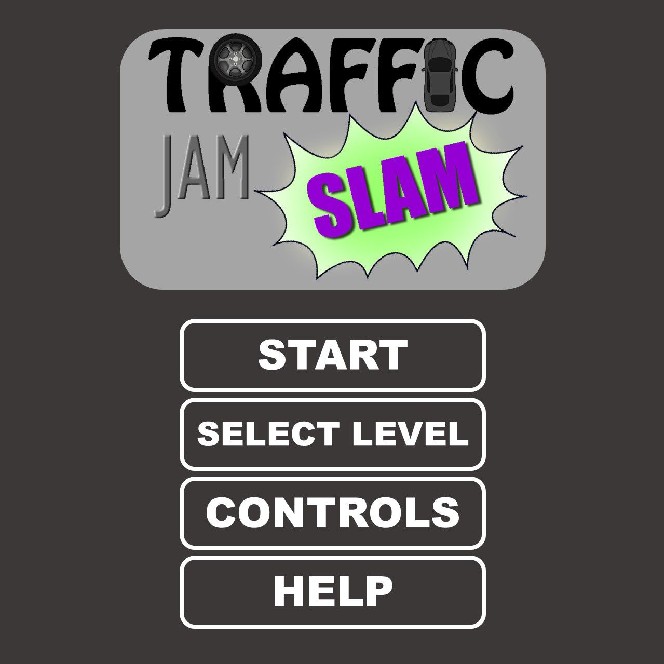 TRAFFIC
JAM SLAM
START
SELECT LEVEL
CONTROLS
HELP